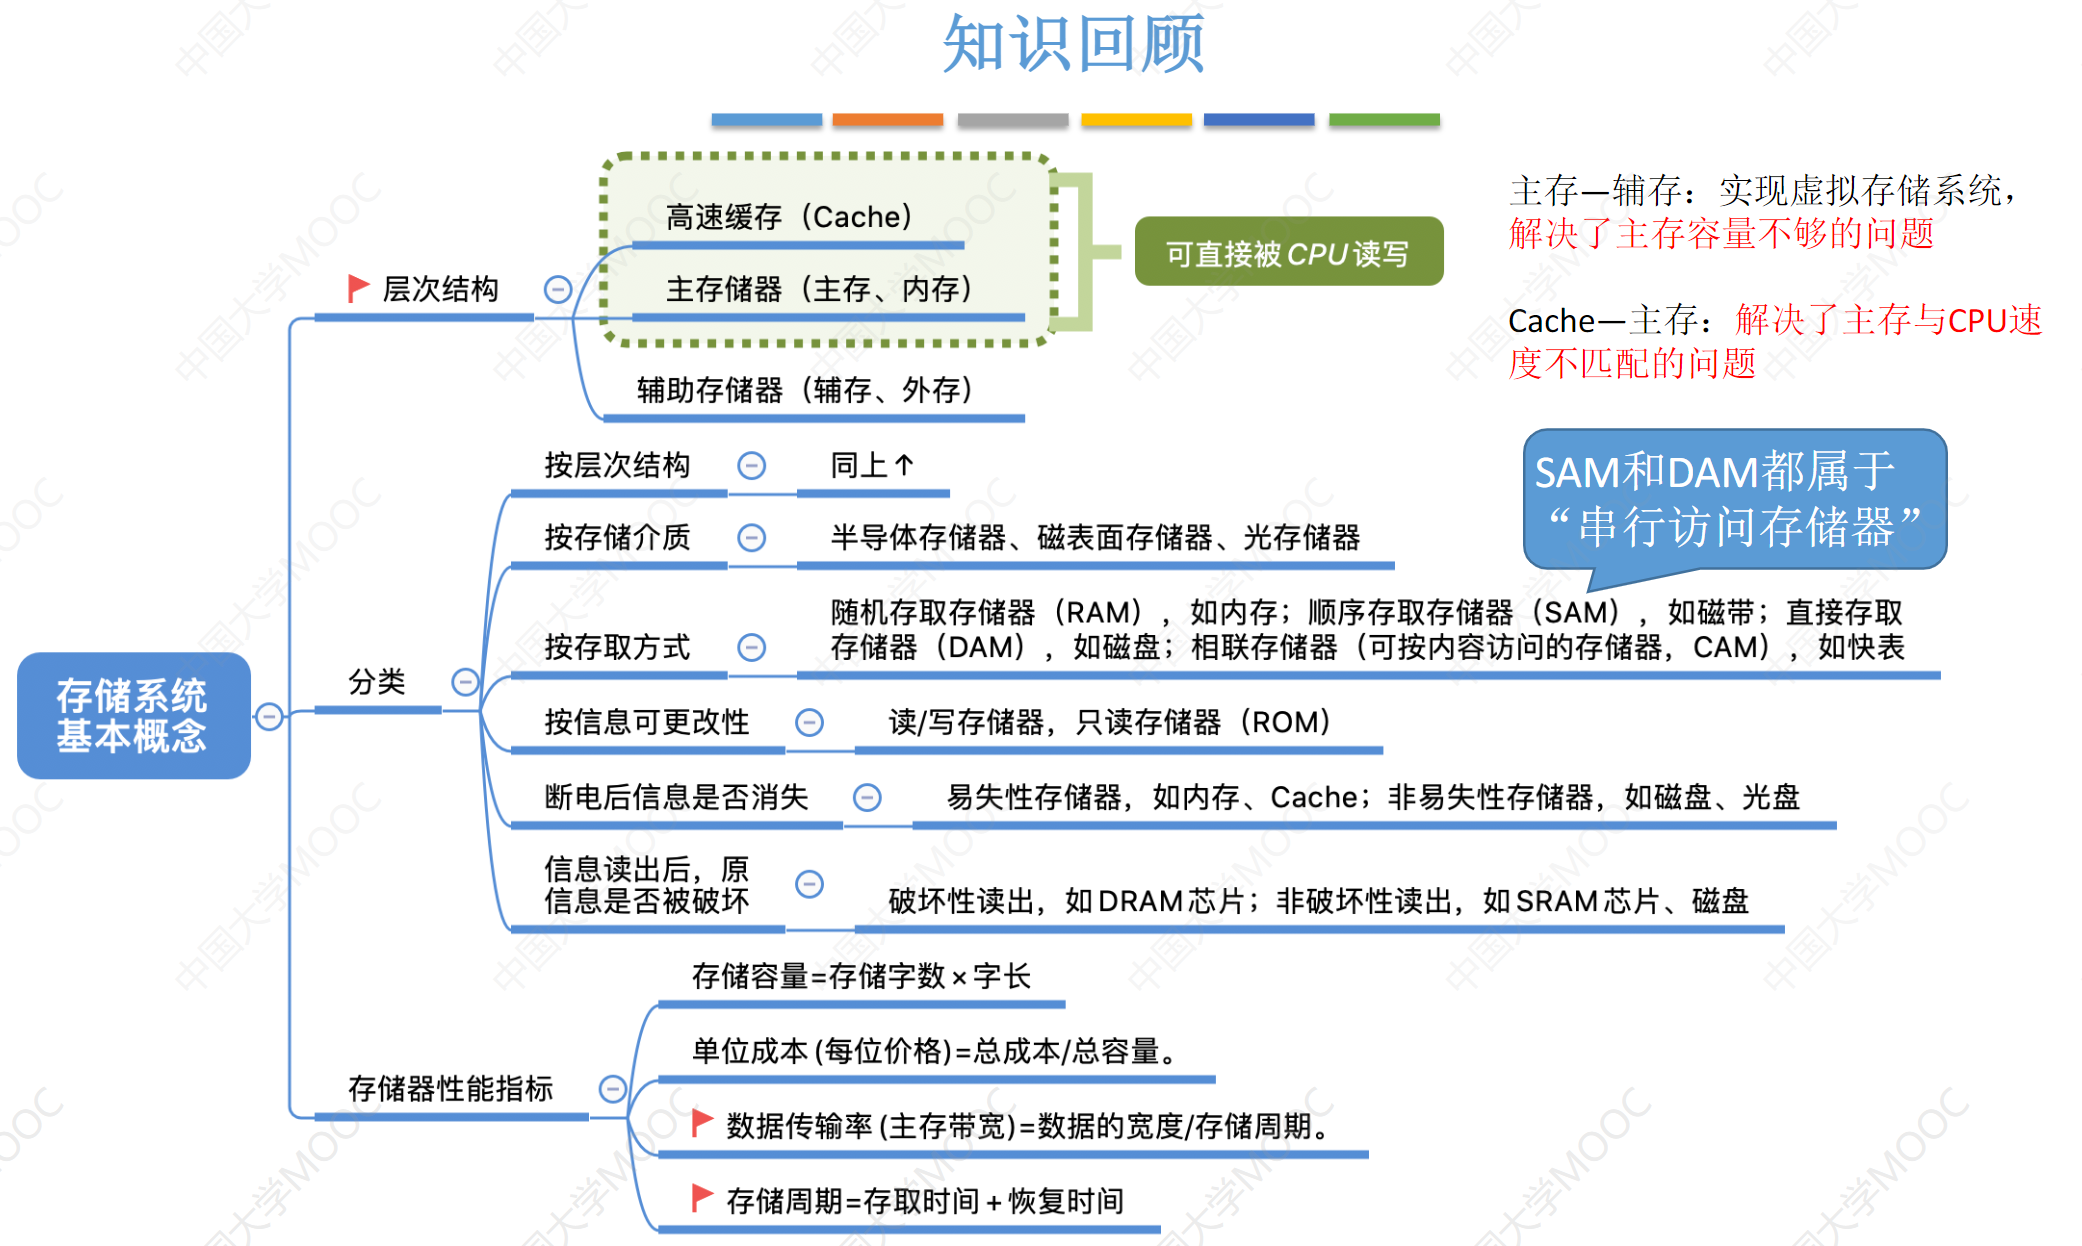 知识回顾
高速缓存（Cache）
主存储器（主存、内存）
辅助存储器（辅存、外存）
层次结构
可直接被CPU读写
主存—辅存：实现虚拟存储系统，
解决了主存容量不够的问题
Cache—主存：解决了主存与CPU速
度不匹配的问题
SAM和DAM都属于
“串行访问存储器”
存储系统
基本概念
分类
按层次结构
同上↑
按存储介质
半导体存储器、磁表面存储器、光存储器
按存取方式
随机存取存储器（RAM），如内存；顺序存取存储器（SAM），如磁带；直接存取
存储器（DAM），如磁盘；相联存储器（可按内容访问的存储器，CAM），如快表
按信息可更改性
读/写存储器，只读存储器（ROM）
断电后信息是否消失
易失性存储器，如内存、Cache；非易失性存储器，如磁盘、光盘
信息读出后，原
信息是否被破坏
破坏性读出，如DRAM芯片；非破坏性读出，如SRAM芯片、磁盘
存储器性能指标
存储容量=存储字数×字长
单位成本(每位价格)=总成本/总容量。
数据传输率(主存带宽)=数据的宽度/存储周期。
存储周期=存取时间+恢复时间
中国大学MOOC